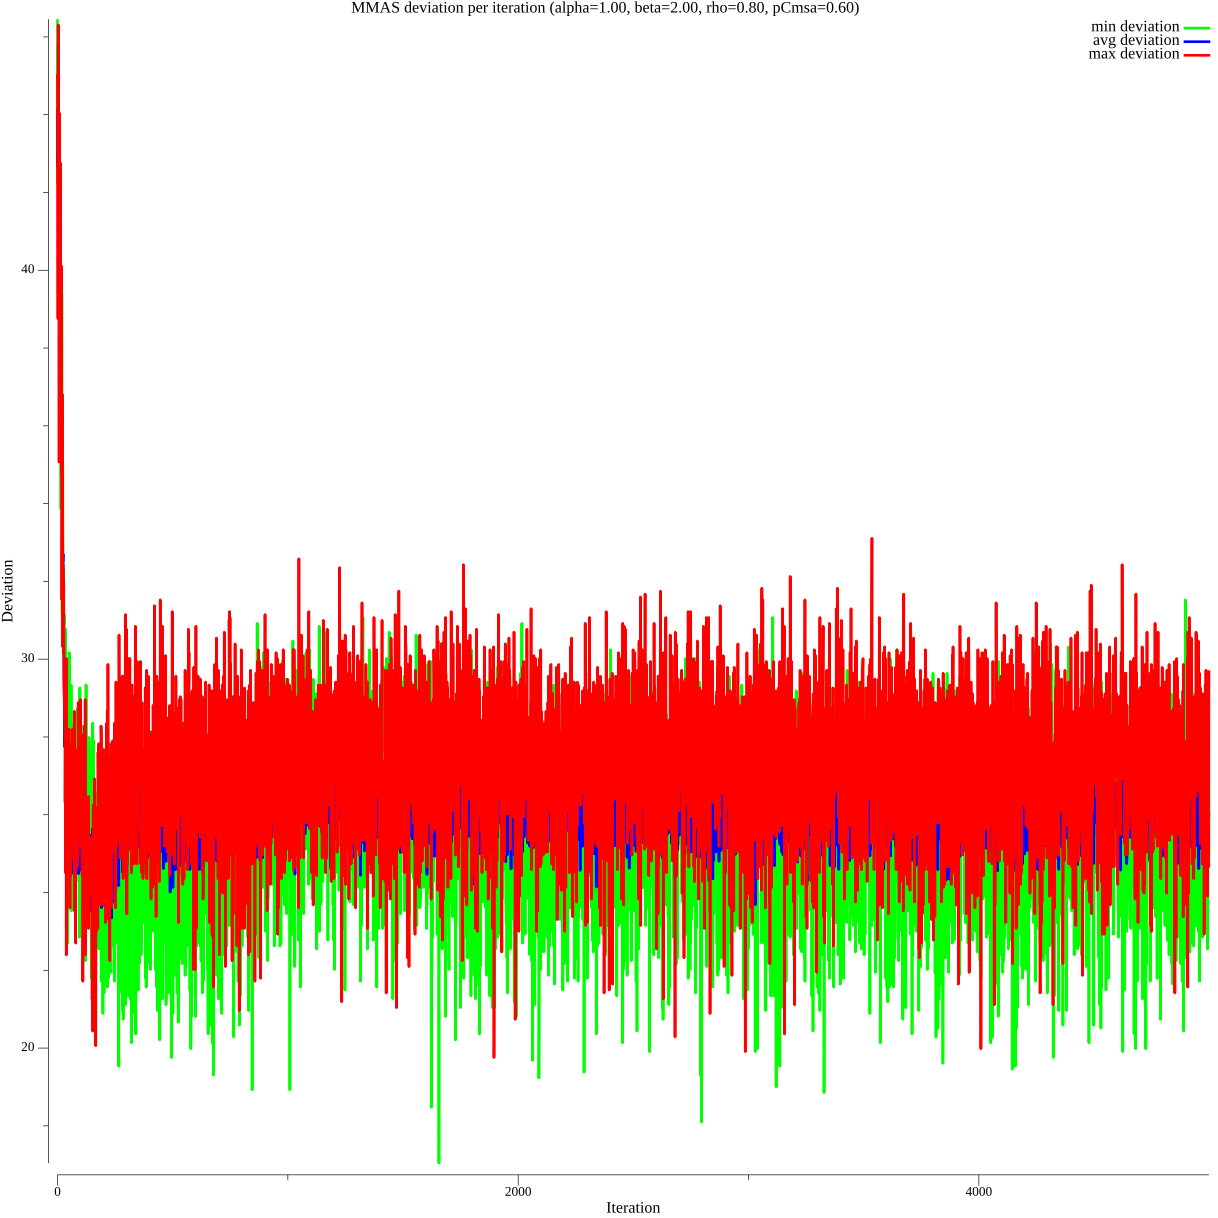 MMAS deviation per iteration (alpha=1.00, beta=2.00, rho=0.80, pCmsa=0.60)
min deviation
avg deviation
max deviation
40
30
20
Deviation
0
2000
4000
Iteration